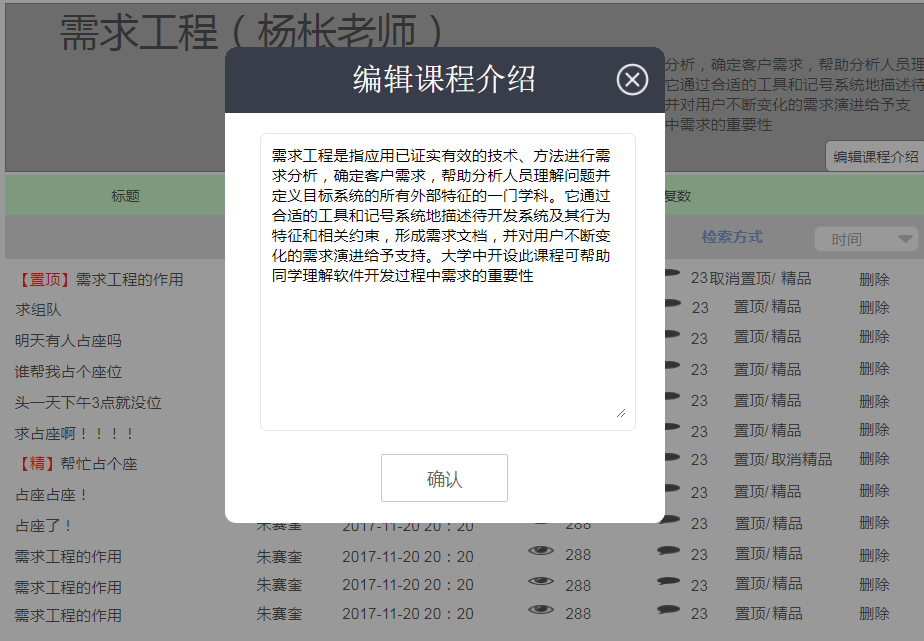 需求工程（杨枨老师）
分析，确定客户需求，帮助分析人员理
它通过合适的工具和记号系统地描述待
并对用户不断变化的需求演进给予支
中需求的重要性
编辑课程介绍
编辑课程介绍
需求工程是指应用已证实有效的技术、方法进行需
求分析，确定客户需求，帮助分析人员理解问题并
定义目标系统的所有外部特征的一门学科。它通过
合适的工具和记号系统地描述待开发系统及其行为
特征和相关约束，形成需求文档，并对用户不断变
化的需求演进给予支持。大学中开设此课程可帮助
同学理解软件开发过程中需求的重要性
确认
标题 复数
检索方式 时间
【置顶】需求工程的作用 23 取消置顶/ 精品 删除
求组队 23 置顶/ 精品 删除
明天有人占座吗 23 置顶/ 精品 删除
谁帮我占个座位 23 置顶/ 精品 删除
头一天下午3点就没位 23 置顶/ 精品 删除
求占座啊！！！！ 23 置顶/ 精品 删除
【精】帮忙占个座 23 置顶/ 取消精品 删除
占座占座！ 23 置顶/ 精品 删除
占座了！ 朱赛奎 2017-11-20 20：20 288 23 置顶/ 精品 删除
需求工程的作用 朱赛奎 2017-11-20 20：20 288 23 置顶/ 精品 删除
需求工程的作用 朱赛奎 2017-11-20 20：20 288 23 置顶/ 精品 删除
需求工程的作用 朱赛奎 2017-11-20 20：20 288 23 置顶/ 精品 删除